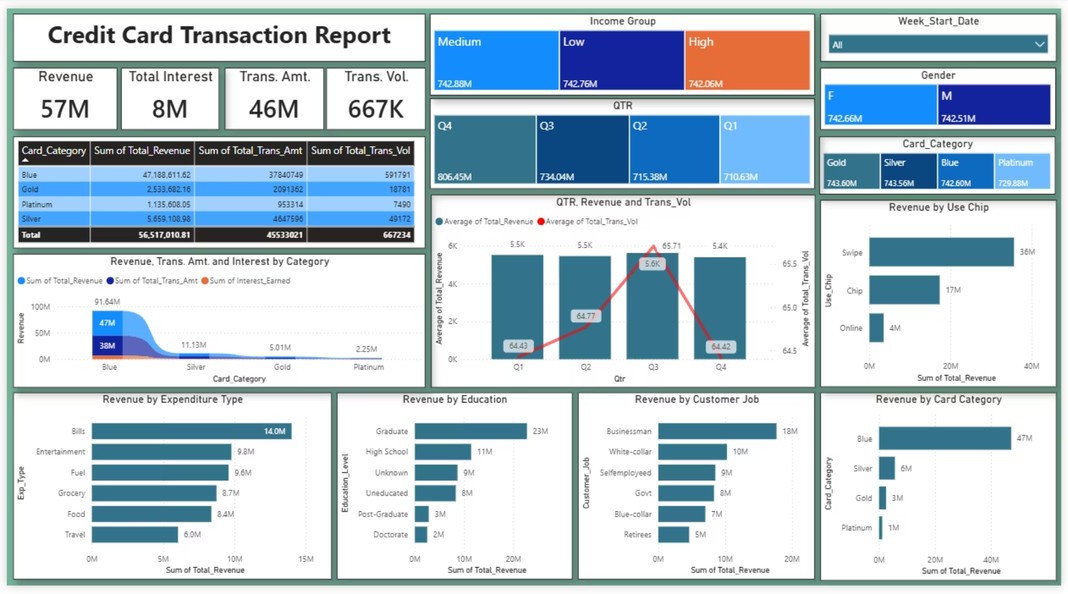 Credit Card Transaction Report
Revenue
57M
Total Interest
8M
Trans. Amt.
46M
Trans. Vol.
667K
Income Group
Medium
742.88M
Low
742.76M
High
742.06M
Week_Start_Date
All
Gender
F
742.66M
M
742.51M
QTR
Q4
806.45M
Q3
734.04M
Q2
715.38M
Q1
710.63M
Card_Category
Gold
743.60M
Silver
743.56M
Blue
742.60M
Platinum
729.88M
Card_Category Sum of Total_Revenue Sum of Total_Trans_Amt Sum of Total_Trans_Vol
Blue 47,188,611.62 37840749 591791
Gold 2,533,682.16 2091362 18781
Platinum 1,135,608.05 953314 7490
Silver 5,659,108.98 4647596 49172
Total 56,517,010.81 45533021 667234
Revenue, Trans. Amt. and Interest by Category
Sum of Total_Revenue Sum of Total_Trans_Amt Sum of Interest_Earned
Revenue
100M
50M
0M
91.64M
47M
38M
11.13M
5.01M
2.25M
Blue Silver Gold Platinum
Card_Category
QTR, Revenue and Trans_Vol
Average of Total_Revenue Average of Total_Trans_Vol
Average of Total_Revenue
6K
4K
2K
0K
5.5K 5.5K 5.6K 5.4K
64.43 64.77 65.71 64.42
65.5
65.0
64.5
Average of Total_Trans_Vol
Q1 Q2 Q3 Q4
Qtr
Revenue by Use Chip
Use_Chip
Swipe 36M
Chip 17M
Online 4M
0M 20M 40M
Sum of Total_Revenue
Revenue by Expenditure Type
Exp_Type
Bills 14.0M
Entertainment 9.8M
Fuel 9.6M
Grocery 8.7M
Food 8.4M
Travel 6.0M
0M 5M 10M 15M
Sum of Total_Revenue
Revenue by Education
Education_Level
Graduate 23M
High School 11M
Unknown 9M
Uneducated 8M
Post-Graduate 3M
Doctorate 2M
0M 10M 20M
Sum of Total_Revenue
Revenue by Customer Job
Customer_Job
Businessman 18M
White-collar 10M
Selfemployeed 9M
Govt 8M
Blue-collar 7M
Retirees 5M
0M 10M 20M
Sum of Total_Revenue
Revenue by Card Category
Card_Category
Blue 47M
Silver 6M
Gold 3M
Platinum 1M
0M 20M 40M
Sum of Total_Revenue